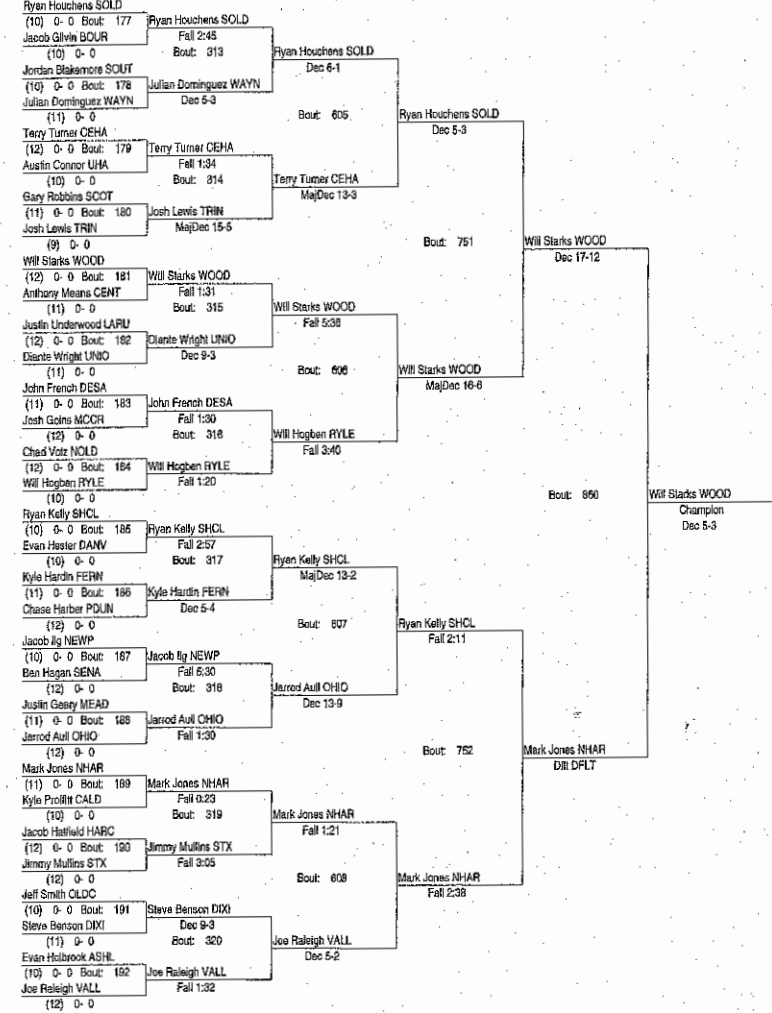 Ryan Houchens SOLD
(10) 0- 0 Bout: 177
Jacob Gilvin BOUR
(10) 0- 0
Jordan Blakemore SOUT
(10) 0- 0 Bout: 178
Julian Dominguez WAYN
(11) 0- 0
Terry Turner CEHA
(12) 0- 0 Bout: 179
Austin Connor UHA
(10) 0- 0
Gary Robbins SCOT
(11) 0- 0 Bout: 180
Josh Lewis TRIN
(9) 0- 0
Will Starks WOOD
(12) 0- 0 Bout: 181
Anthony Means CENT
(11) 0- 0
Justin Underwood LARU
(12) 0- 0 Bout: 182
Diante Wright UNIO
(11) 0- 0
John French DESA
(11) 0- 0 Bout: 183
Josh Goins MCCR
(12) 0- 0
Chad Volz NOLD
(12) 0- 0 Bout: 184
Will Hogben RYLE
(10) 0- 0
Ryan Kelly SHCL
(10) 0- 0 Bout: 185
Evan Hester DANV
(10) 0- 0
Kyle Hardin FERN
(11) 0- 0 Bout: 186
Chase Harber PDUN
(12) 0- 0
Jacob Ilg NEWP
(10) 0- 0 Bout: 187
Ben Hagan SENA
(12) 0- 0
Justin Geary MEAD
(11) 0- 0 Bout: 188
Jarrod Aull OHIO
(12) 0- 0
Mark Jones NHAR
(11) 0- 0 Bout: 189
Kyle Proffitt CALD
(10) 0- 0
Jacob Hatfield HARC
(12) 0- 0 Bout: 190
Jimmy Mullins STX
(12) 0- 0
Jeff Smith OLDC
(10) 0- 0 Bout: 191
Steve Benson DIXI
(11) 0- 0
Evan Holbrook ASHL
(10) 0- 0 Bout: 192
Joe Raleigh VALL
(12) 0- 0
Ryan Houchens SOLD
Fall 2:45
Bout: 313
Julian Dominguez WAYN
Dec 5-3
Terry Turner CEHA
Fall 1:34
Bout: 314
Josh Lewis TRIN
MajDec 15-5
Will Starks WOOD
Fall 1:31
Bout: 315
Diante Wright UNIO
Dec 9-3
John French DESA
Fall 1:30
Bout: 316
Will Hogben RYLE
Fall 1:20
Ryan Kelly SHCL
Fall 2:57
Bout: 317
Kyle Hardin FERN
Dec 5-4
Jacob Ilg NEWP
Fall 5:30
Bout: 318
Jarrod Aull OHIO
Fall 1:30
Mark Jones NHAR
Fall 0:23
Bout: 319
Jimmy Mullins STX
Fall 3:05
Steve Benson DIXI
Dec 9-3
Bout: 320
Joe Raleigh VALL
Fall 1:32
Ryan Houchens SOLD
Dec 6-1
Bout: 605
Terry Turner CEHA
MajDec 13-3
Will Starks WOOD
Fall 5:38
Bout: 606
Will Hogben RYLE
Fall 3:40
Ryan Kelly SHCL
MajDec 13-2
Bout: 607
Jarrod Aull OHIO
Dec 13-9
Mark Jones NHAR
Fall 1:21
Bout: 608
Joe Raleigh VALL
Dec 5-2
Ryan Houchens SOLD
Dec 5-3
Bout: 751
Will Starks WOOD
MajDec 16-6
Ryan Kelly SHCL
Fall 2:11
Bout: 752
Mark Jones NHAR
Fall 2:38
Will Starks WOOD
Dec 17-12
Bout: 860
Mark Jones NHAR
Dflt DFLT
Will Starks WOOD
Champion
Dec 5-3